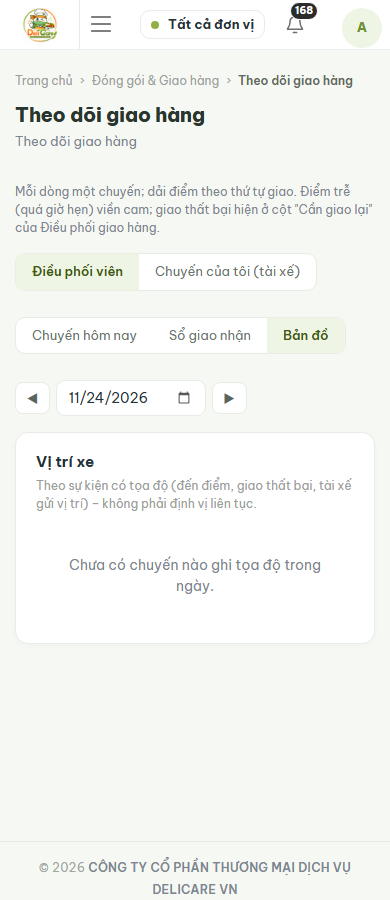 Tất cả đơn vị
168
A
Trang chủ › Đóng gói & Giao hàng › Theo dõi giao hàng
Theo dõi giao hàng
Theo dõi giao hàng
Mỗi dòng một chuyến; dải điểm theo thứ tự giao. Điểm trễ
(quá giờ hẹn) viền cam; giao thất bại hiện ở cột "Cần giao lại"
của Điều phối giao hàng.
Điều phối viên
Chuyến của tôi (tài xế)
Chuyến hôm nay
Sổ giao nhận
Bản đồ
◀ 11/24/2026 ▶
Vị trí xe
Theo sự kiện có tọa độ (đến điểm, giao thất bại, tài xế
gửi vị trí) – không phải định vị liên tục.
Chưa có chuyến nào ghi tọa độ trong
ngày.
© 2026 CÔNG TY CỔ PHẦN THƯƠNG MẠI DỊCH VỤ
DELICARE VN